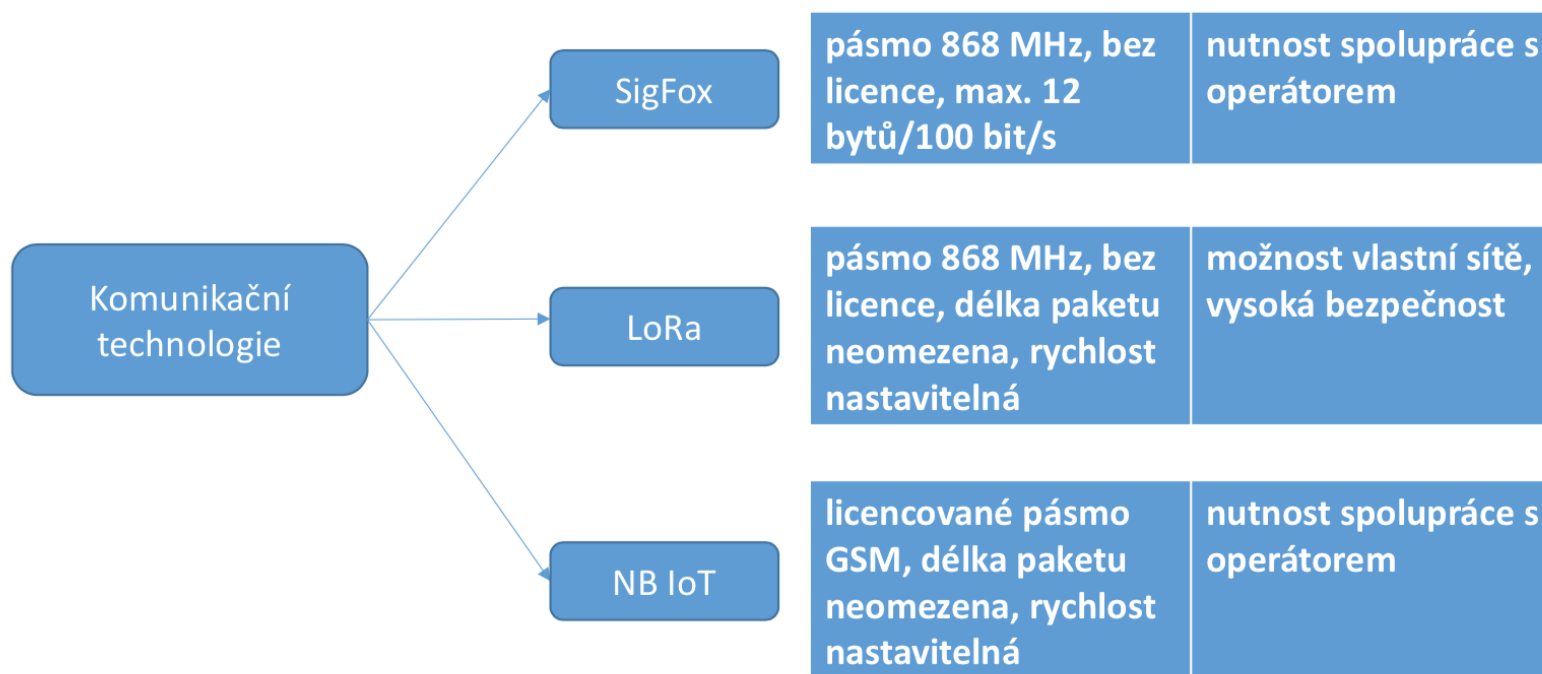 Komunikační
technologie
SigFox
pásmo 868 MHz, bez
licence, max. 12
bytů/100 bit/s
nutnost spolupráce s
operátorem
LoRa
pásmo 868 MHz, bez
licence, délka paketu
neomezena, rychlost
nastavitelná
možnost vlastní sítě,
vysoká bezpečnost
NB IoT
licencované pásmo
GSM, délka paketu
neomezena, rychlost
nastavitelná
nutnost spolupráce s
operátorem